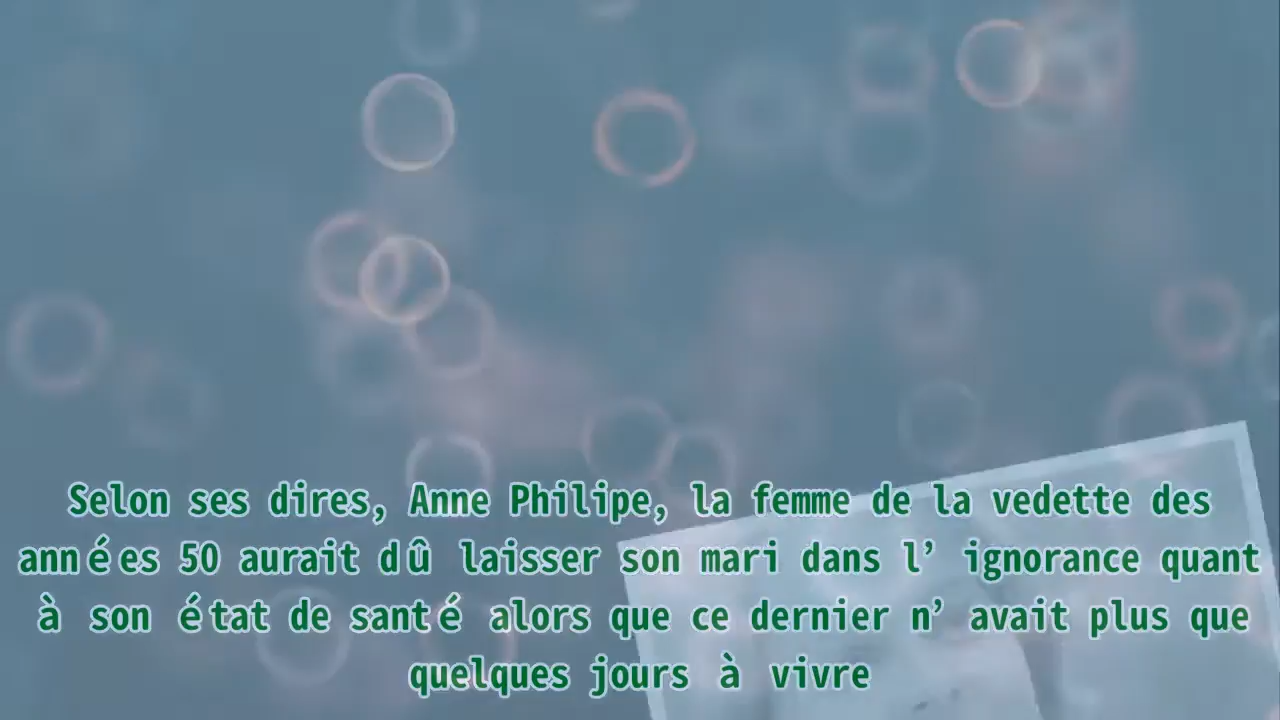 Selon ses dires, Anne Philipe, la femme de la vedette des
années 50 aurait dû laisser son mari dans l’ ignorance quant
à son état de santé alors que ce dernier n’ avait plus que
quelques jours à vivre